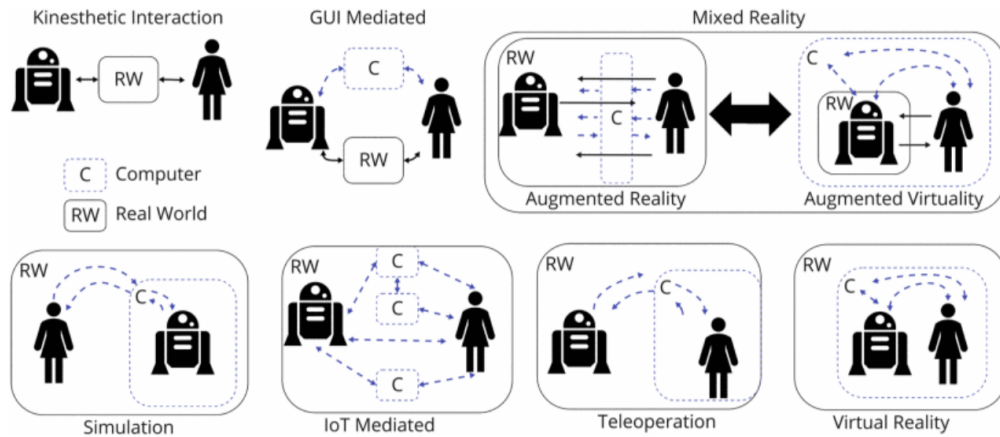 Kinesthetic Interaction
GUI Mediated
Mixed Reality
RW
C
RW
RW
C
Augmented Reality
C
RW
Augmented Virtuality
C Computer
RW Real World
RW
C
Simulation
RW
C
C
C
IoT Mediated
RW
C
Teleoperation
RW
C
Virtual Reality